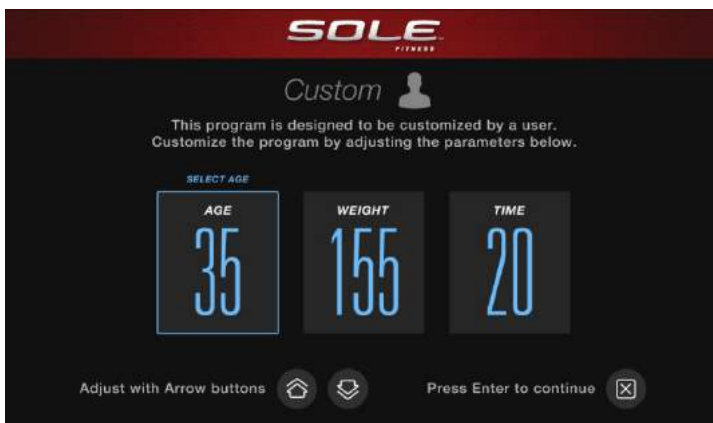 SOLE
FITNESS
Custom
This program is designed to be customized by a user.
Customize the program by adjusting the parameters below.
SELECT AGE
AGE
35
WEIGHT
155
TIME
20
Adjust with Arrow buttons
Press Enter to continue